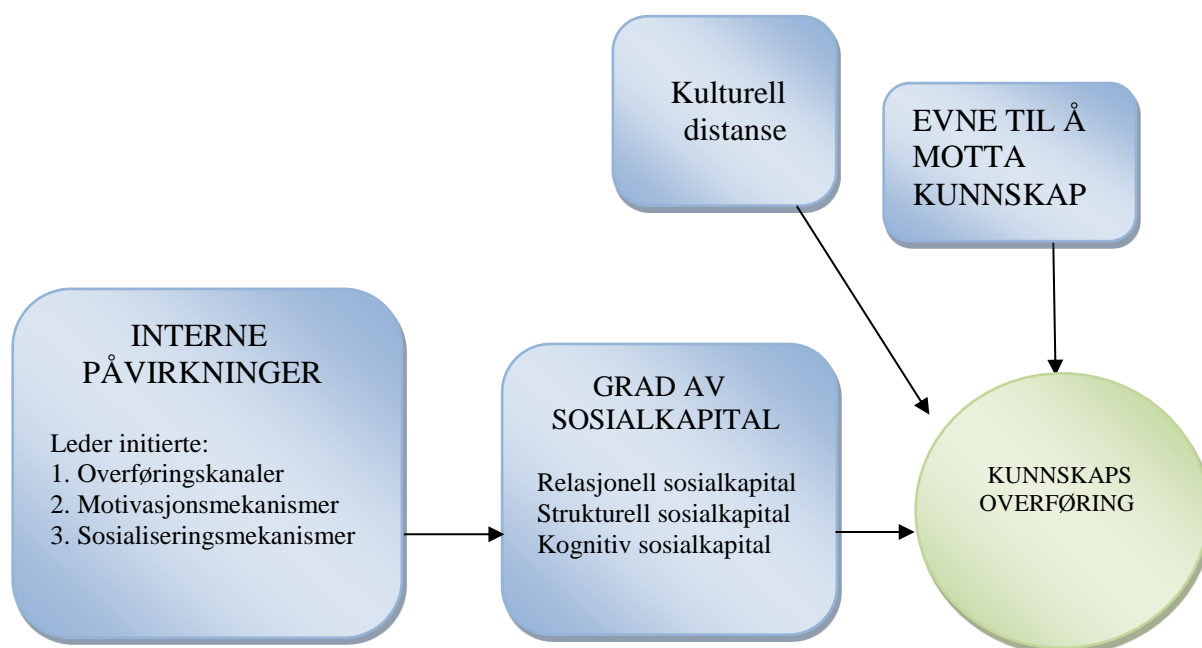 Kulturell
distanse
EVNE TIL Å
MOTTA
KUNNSKAP
INTERNE
PÅVIRKNINGER
Leder initierte:
1. Overføringskanaler
2. Motivasjonsmekanismer
3. Sosialiseringsmekanismer
GRAD AV
SOSIALKAPITAL
Relasjonell sosialkapital
Strukturell sosialkapital
Kognitiv sosialkapital
KUNNSKAPS
OVERFØRING